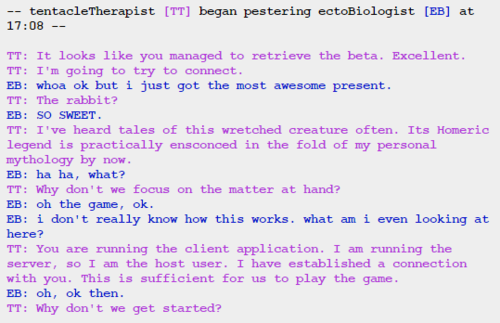 -- tentacleTherapist [TT] began pestering ectoBiologist [EB] at
17:08 --
TT: It looks like you managed to retrieve the beta. Excellent.
TT: I'm going to try to connect.
EB: whoa ok but i just got the most awesome present.
TT: The rabbit?
EB: SO SWEET.
TT: I've heard tales of this wretched creature often. Its Homeric
legend is practically ensconced in the fold of my personal
mythology by now.
EB: ha ha, what?
TT: Why don't we focus on the matter at hand?
EB: oh the game, ok.
EB: i don't really know how this works. what am i even looking at
here?
TT: You are running the client application. I am running the
server, so I am the host user. I have established a connection
with you. This is sufficient for us to play the game.
EB: oh, ok then.
TT: Why don't we get started?